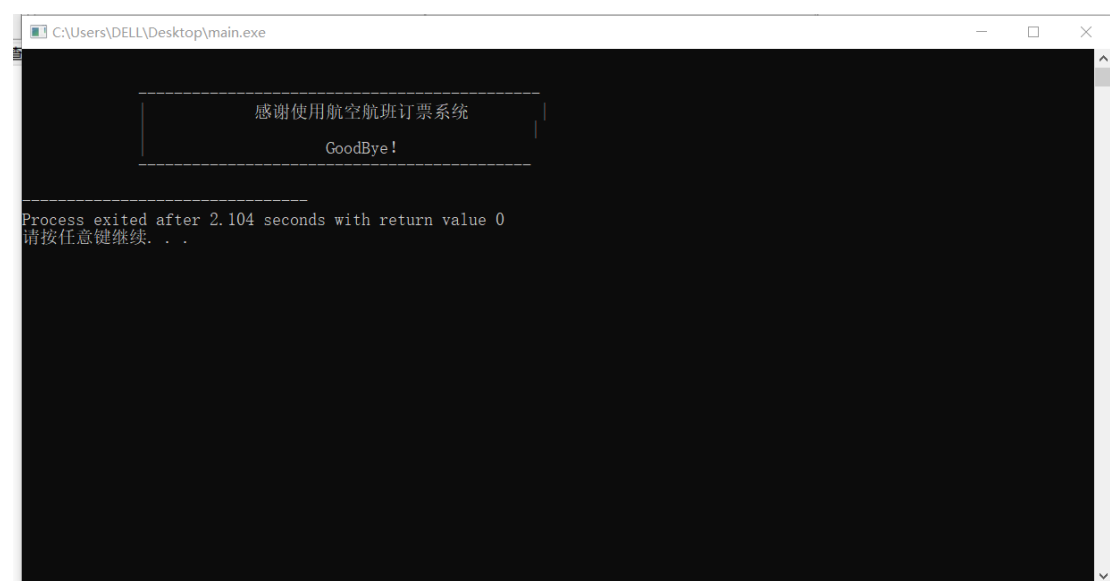 C:\Users\DELL\Desktop\main.exe
感谢使用航空航班订票系统
GoodBye!
Process exited after 2.104 seconds with return value 0
请按任意键继续. . .